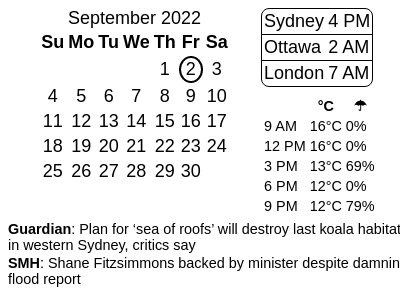 September 2022
Su Mo Tu We Th Fr Sa
1 2 3
4 5 6 7 8 9 10
11 12 13 14 15 16 17
18 19 20 21 22 23 24
25 26 27 28 29 30
Sydney 4 PM
Ottawa 2 AM
London 7 AM
°C ☂
9 AM 16°C 0%
12 PM 16°C 0%
3 PM 13°C 69%
6 PM 12°C 0%
9 PM 12°C 79%
Guardian: Plan for ‘sea of roofs’ will destroy last koala habitat
in western Sydney, critics say
SMH: Shane Fitzsimmons backed by minister despite damnin
flood report